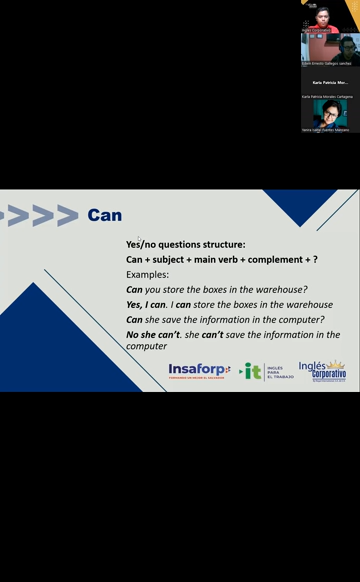 Karla Patricia Mor...
Karla Patricia Morales Cartagena
Can
Yes/no questions structure:
Can + subject + main verb + complement + ?
Examples:
Can you store the boxes in the warehouse?
Yes, I can. I can store the boxes in the warehouse
Can she save the information in the computer?
No she can't. she can't save the information in the
computer
Insaforp
it
INGLÉS
PARA
EL TRABAJO
Inglés
Corporativo